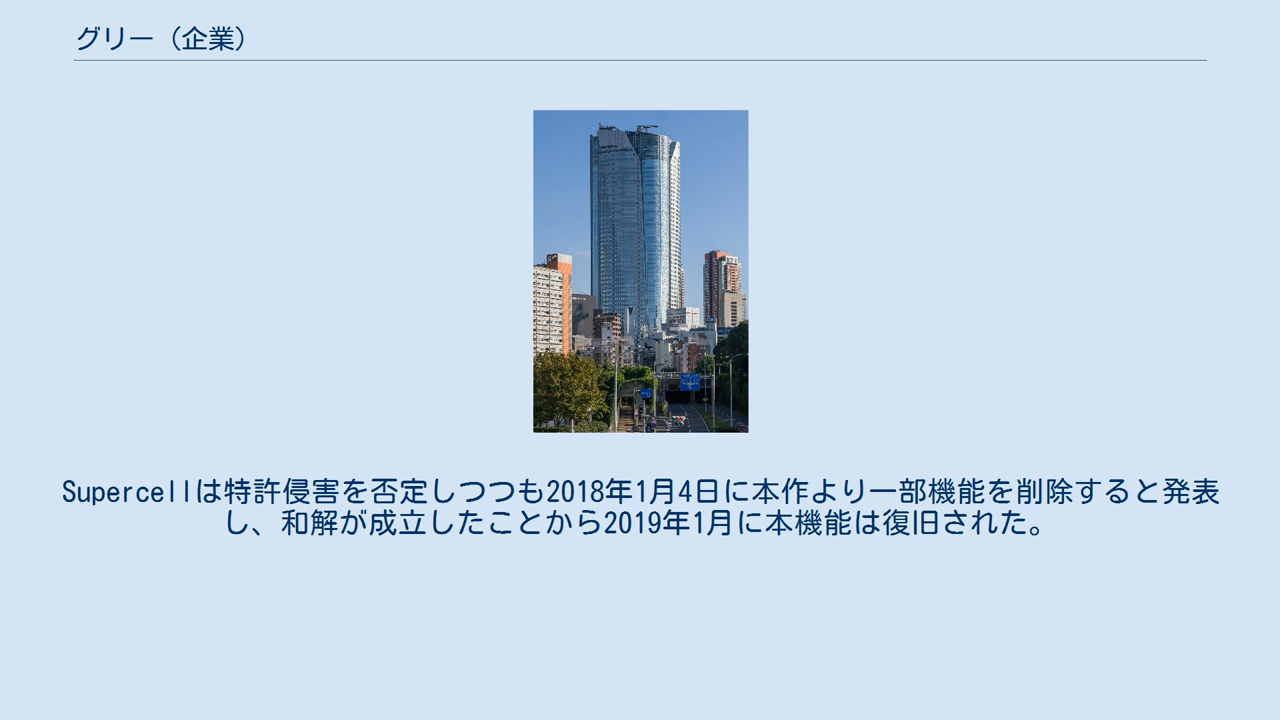 グリー（企業）
Supercellは特許侵害を否定しつつも2018年1月4日に本作より一部機能を削除すると発表
し、和解が成立したことから2019年1月に本機能は復旧された。